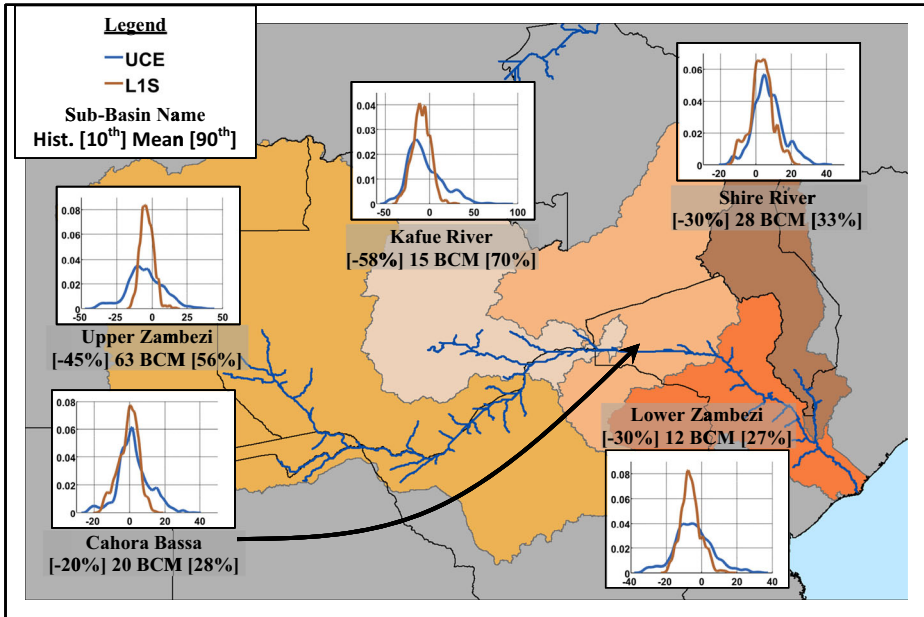 Legend
UCE
L1S
Sub-Basin Name
Hist. [10th] Mean [90th]
0.04
0.03
0.02
0.01
0
-50 0 50 100
Kafue River
[-58%] 15 BCM [70%]
0.06
0.04
0.02
0
-20 0 20 40
Shire River
[-30%] 28 BCM [33%]
0.08
0.06
0.04
0.02
0
-50 -25 0 25 50
Upper Zambezi
[-45%] 63 BCM [56%]
0.08
0.06
0.04
0.02
0
-20 0 20 40
Cahora Bassa
[-20%] 20 BCM [28%]
Lower Zambezi
[-30%] 12 BCM [27%]
0.08
0.06
0.04
0.02
0
-40 -20 0 20 40